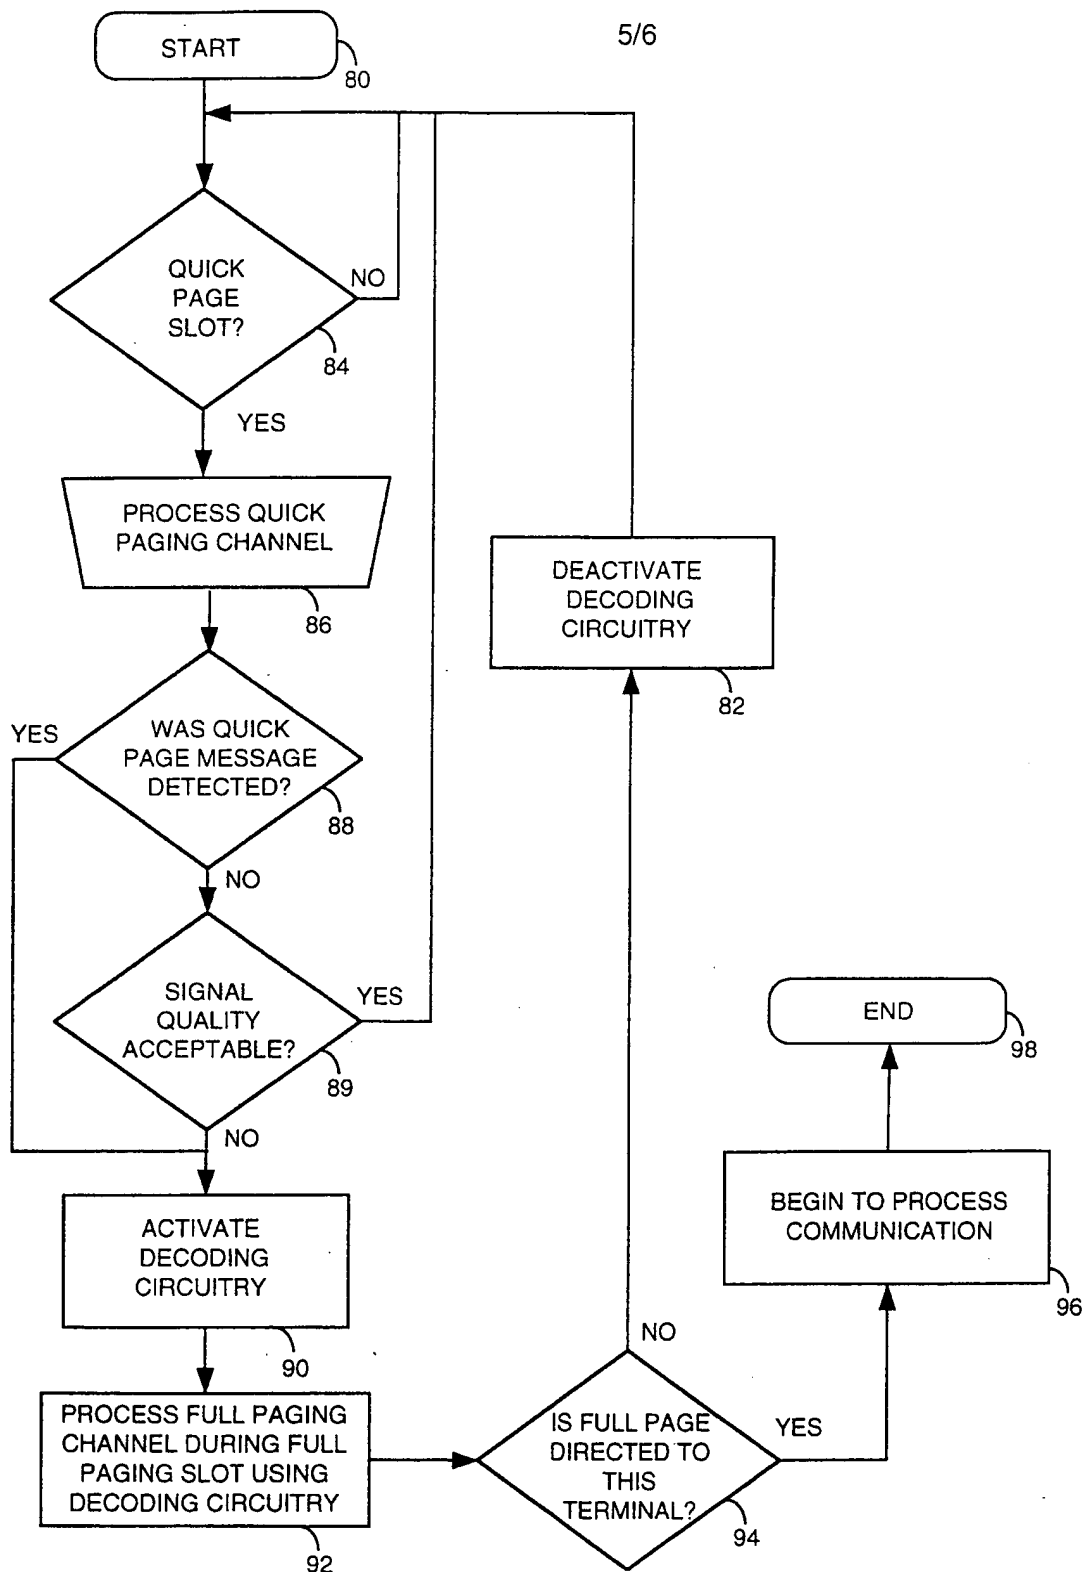 5/6
START
80
QUICK
PAGE
SLOT?
NO
84
YES
PROCESS QUICK
PAGING CHANNEL
86
WAS QUICK
PAGE MESSAGE
DETECTED?
YES
88
NO
SIGNAL
QUALITY
ACCEPTABLE?
YES
89
NO
ACTIVATE
DECODING
CIRCUITRY
90
PROCESS FULL PAGING
CHANNEL DURING FULL
PAGING SLOT USING
DECODING CIRCUITRY
92
IS FULL PAGE
DIRECTED TO
THIS
TERMINAL?
94
NO
DEACTIVATE
DECODING
CIRCUITRY
82
YES
BEGIN TO PROCESS
COMMUNICATION
96
END
98